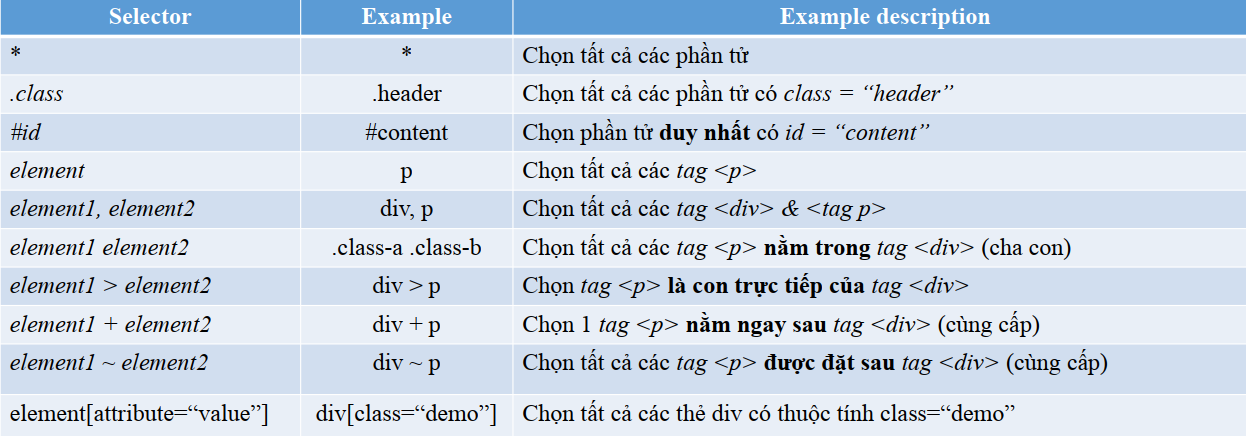 Selector Example Example description
* * Chọn tất cả các phần tử
.class .header Chọn tất cả các phần tử có class = “header”
#id #content Chọn phần tử duy nhất có id = “content”
element p Chọn tất cả các tag <p>
element1, element2 div, p Chọn tất cả các tag <div> & <tag p>
element1 element2 .class-a .class-b Chọn tất cả các tag <p> nằm trong tag <div> (cha con)
element1 > element2 div > p Chọn tag <p> là con trực tiếp của tag <div>
element1 + element2 div + p Chọn 1 tag <p> nằm ngay sau tag <div> (cùng cấp)
element1 ~ element2 div ~ p Chọn tất cả các tag <p> được đặt sau tag <div> (cùng cấp)
element[attribute=“value”] div[class=“demo”] Chọn tất cả các thẻ div có thuộc tính class=“demo”